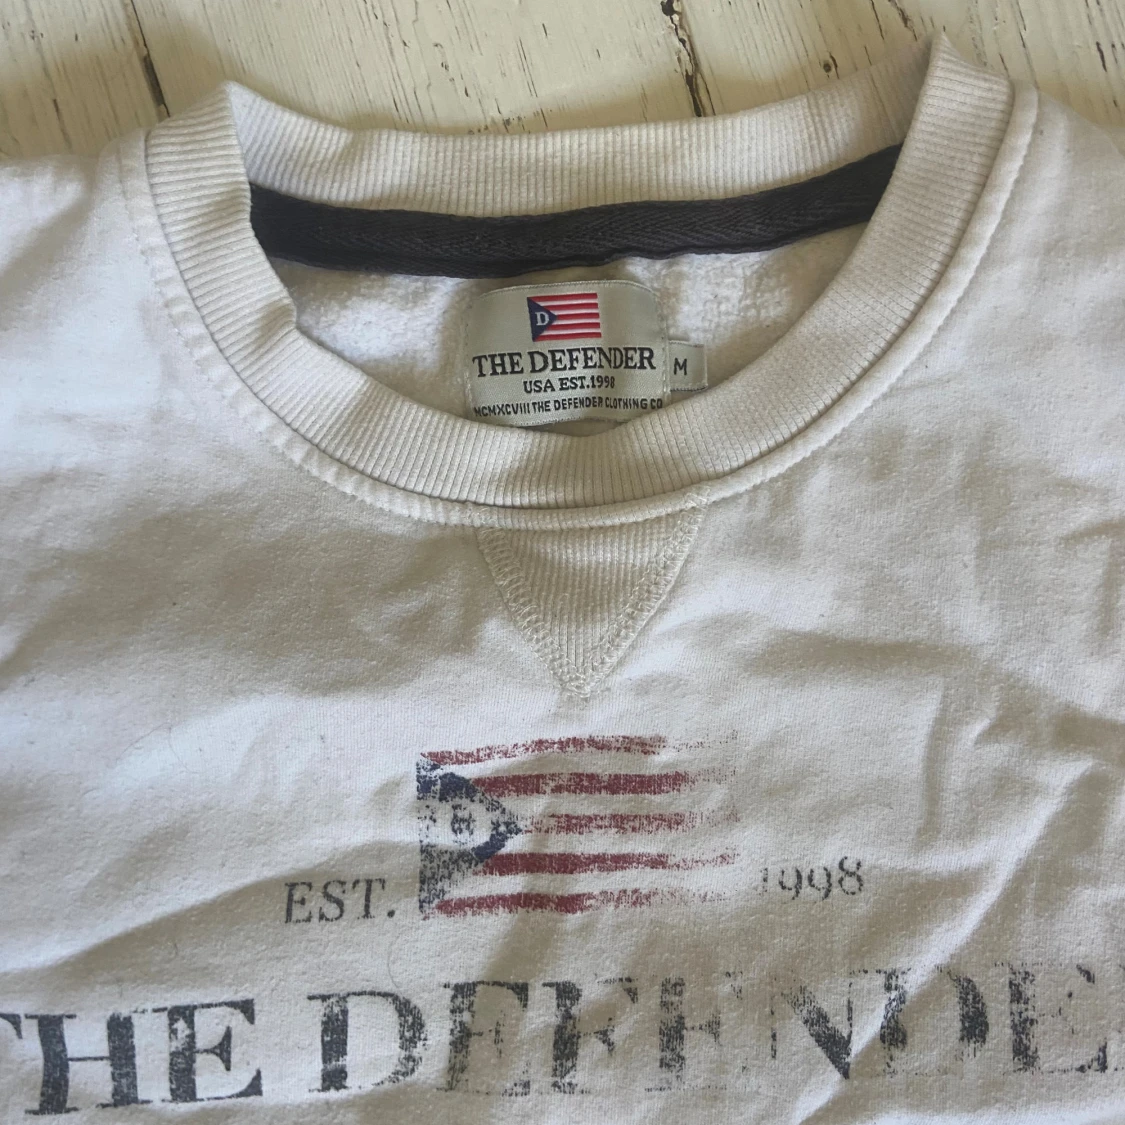 D
THE DEFENDER
USA EST.1998
MCMXCVIII THE DEFENDER CLOTHING CO
M
EST. 1998
THE DEFENDE